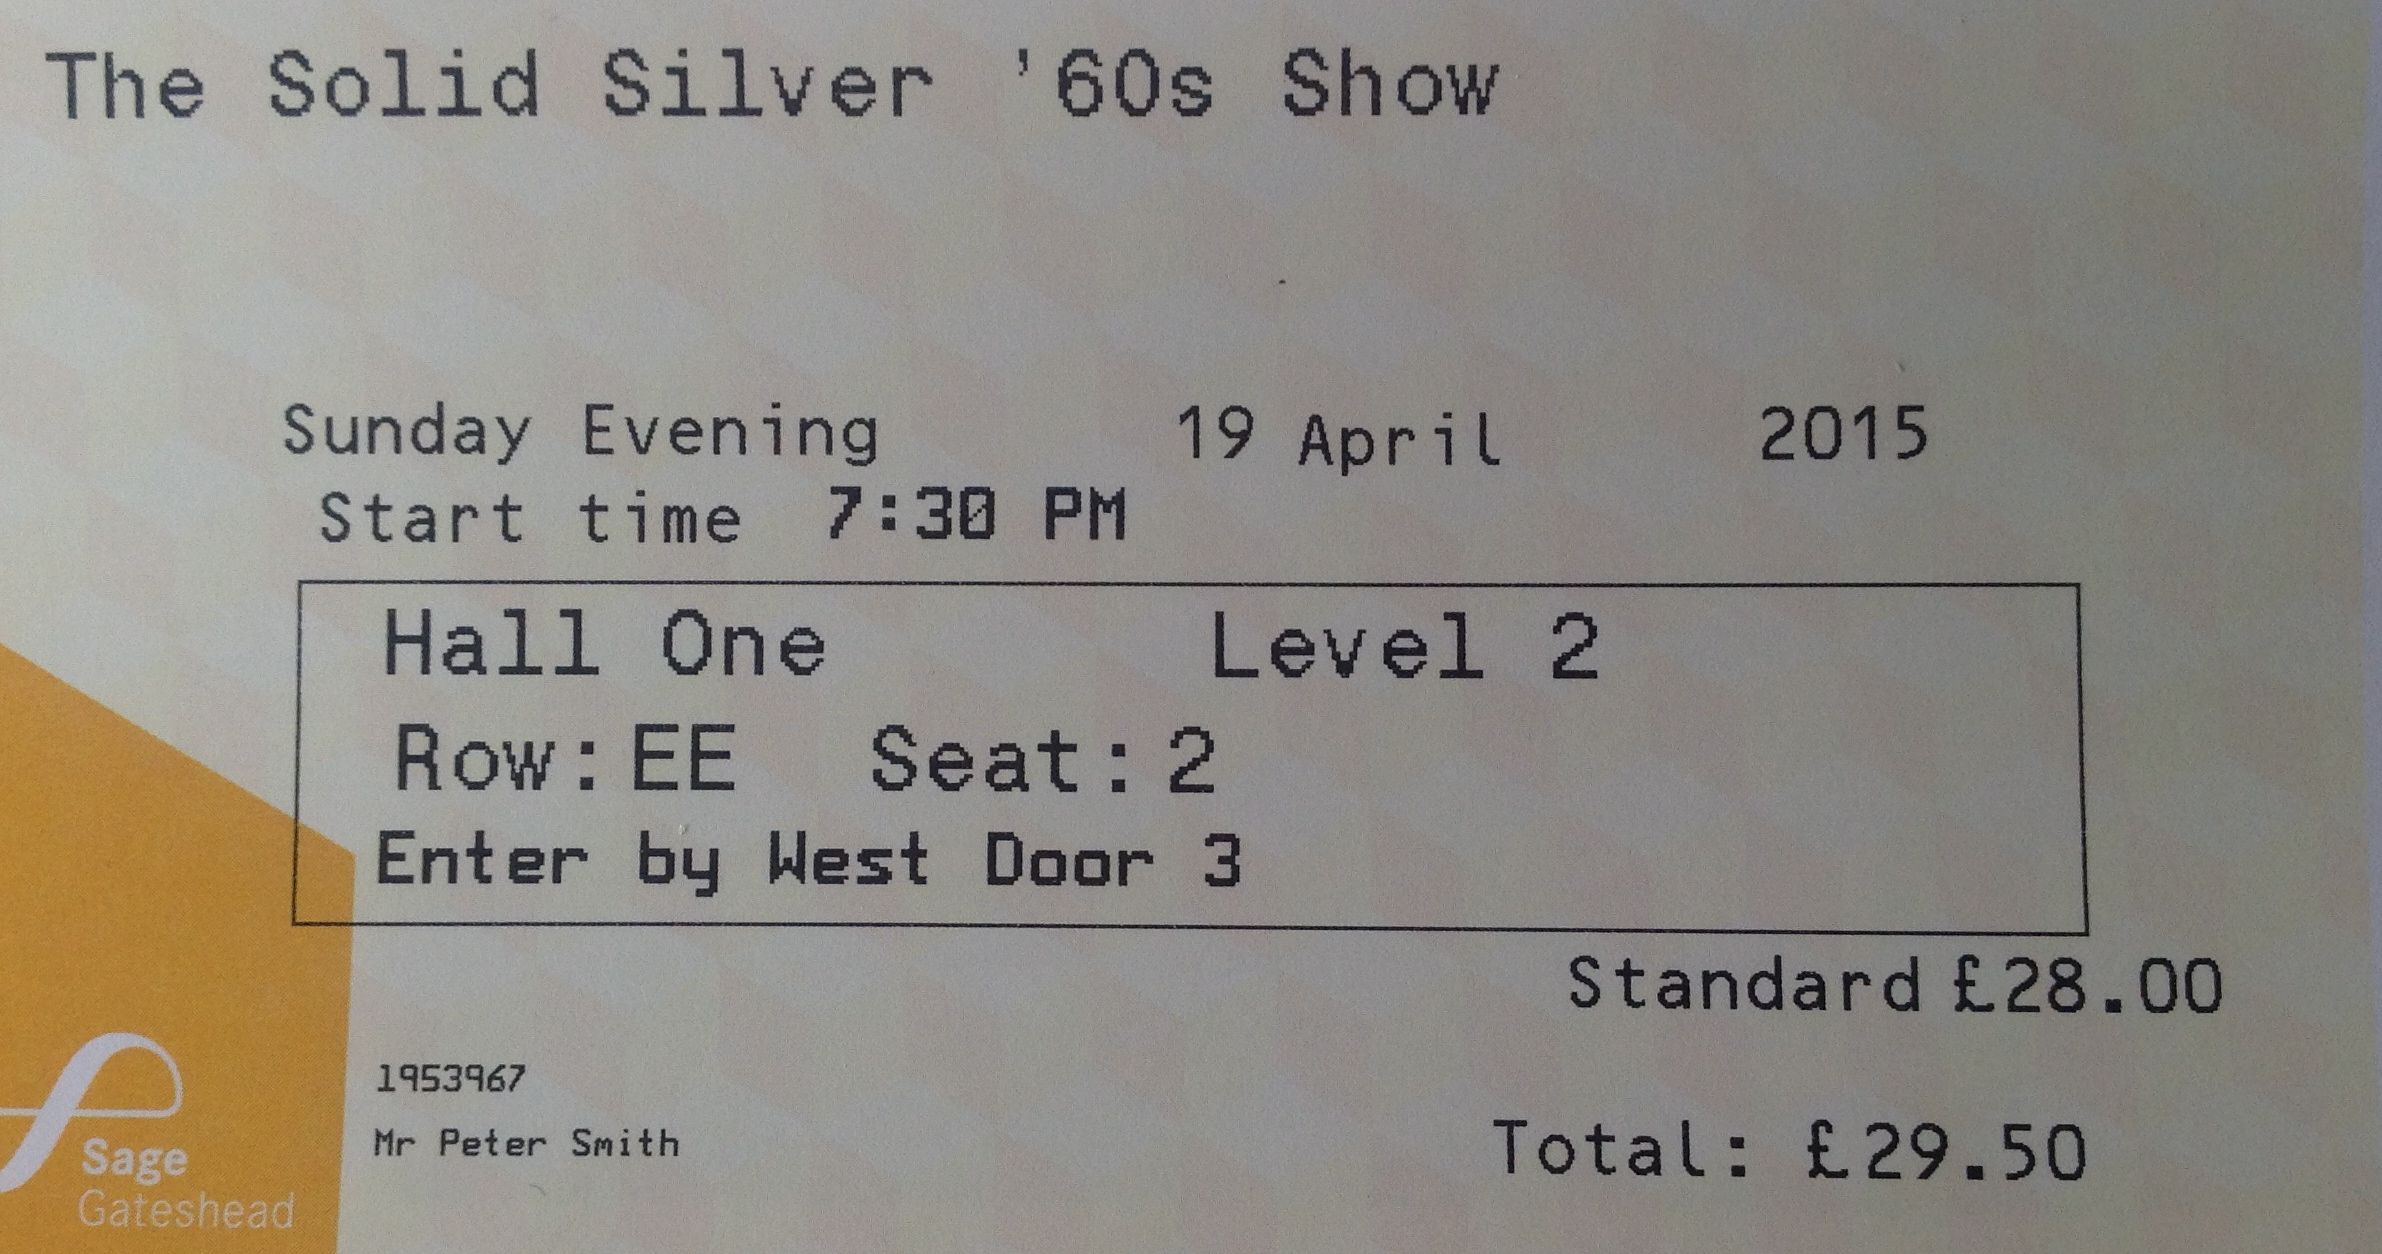 The Solid Silver '60s Show
Sunday Evening 19 April 2015
Start time 7:30 PM
Hall One Level 2
Row: EE Seat: 2
Enter by West Door 3
Standard £28.00
1953967
Mr Peter Smith
Total: £29.50
Sage
Gateshead